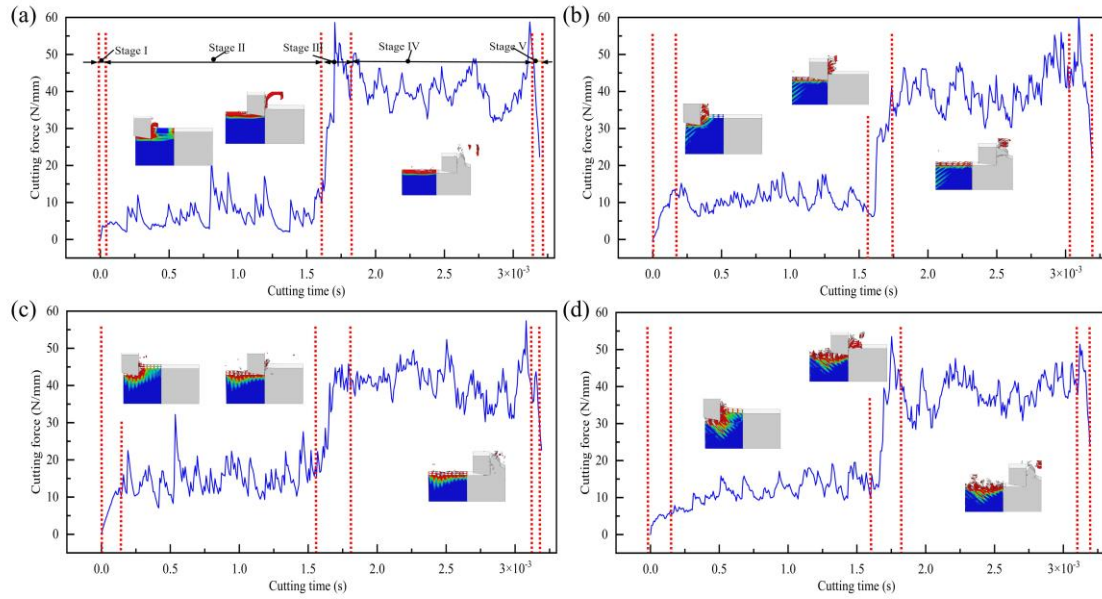 (a)
60
50
40
30
20
10
0
Stage I
Stage II
Stage III
Stage IV
Stage V
Cutting force (N/mm)
0.0 0.5 1.0 1.5 2.0 2.5 3×10⁻³
Cutting time (s)
(b)
60
50
40
30
20
10
0
Cutting force (N/mm)
0.0 0.5 1.0 1.5 2.0 2.5 3×10⁻³
Cutting time (s)
(c)
60
50
40
30
20
10
0
Cutting force (N/mm)
0.0 0.5 1.0 1.5 2.0 2.5 3×10⁻³
Cutting time (s)
(d)
60
50
40
30
20
10
0
Cutting force (N/mm)
0.0 0.5 1.0 1.5 2.0 2.5 3×10⁻³
Cutting time (s)